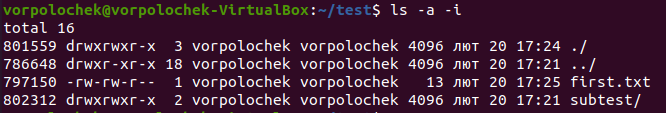 vorpolochek@vorpolochek-VirtualBox:~/test$ ls -a -i
total 16
801559 drwxrwxr-x  3 vorpolochek vorpolochek 4096 лют 20 17:24 ./
786648 drwxr-xr-x 18 vorpolochek vorpolochek 4096 лют 20 17:21 ../
797150 -rw-rw-r--  1 vorpolochek vorpolochek   13 лют 20 17:25 first.txt
802312 drwxrwxr-x  2 vorpolochek vorpolochek 4096 лют 20 17:21 subtest/